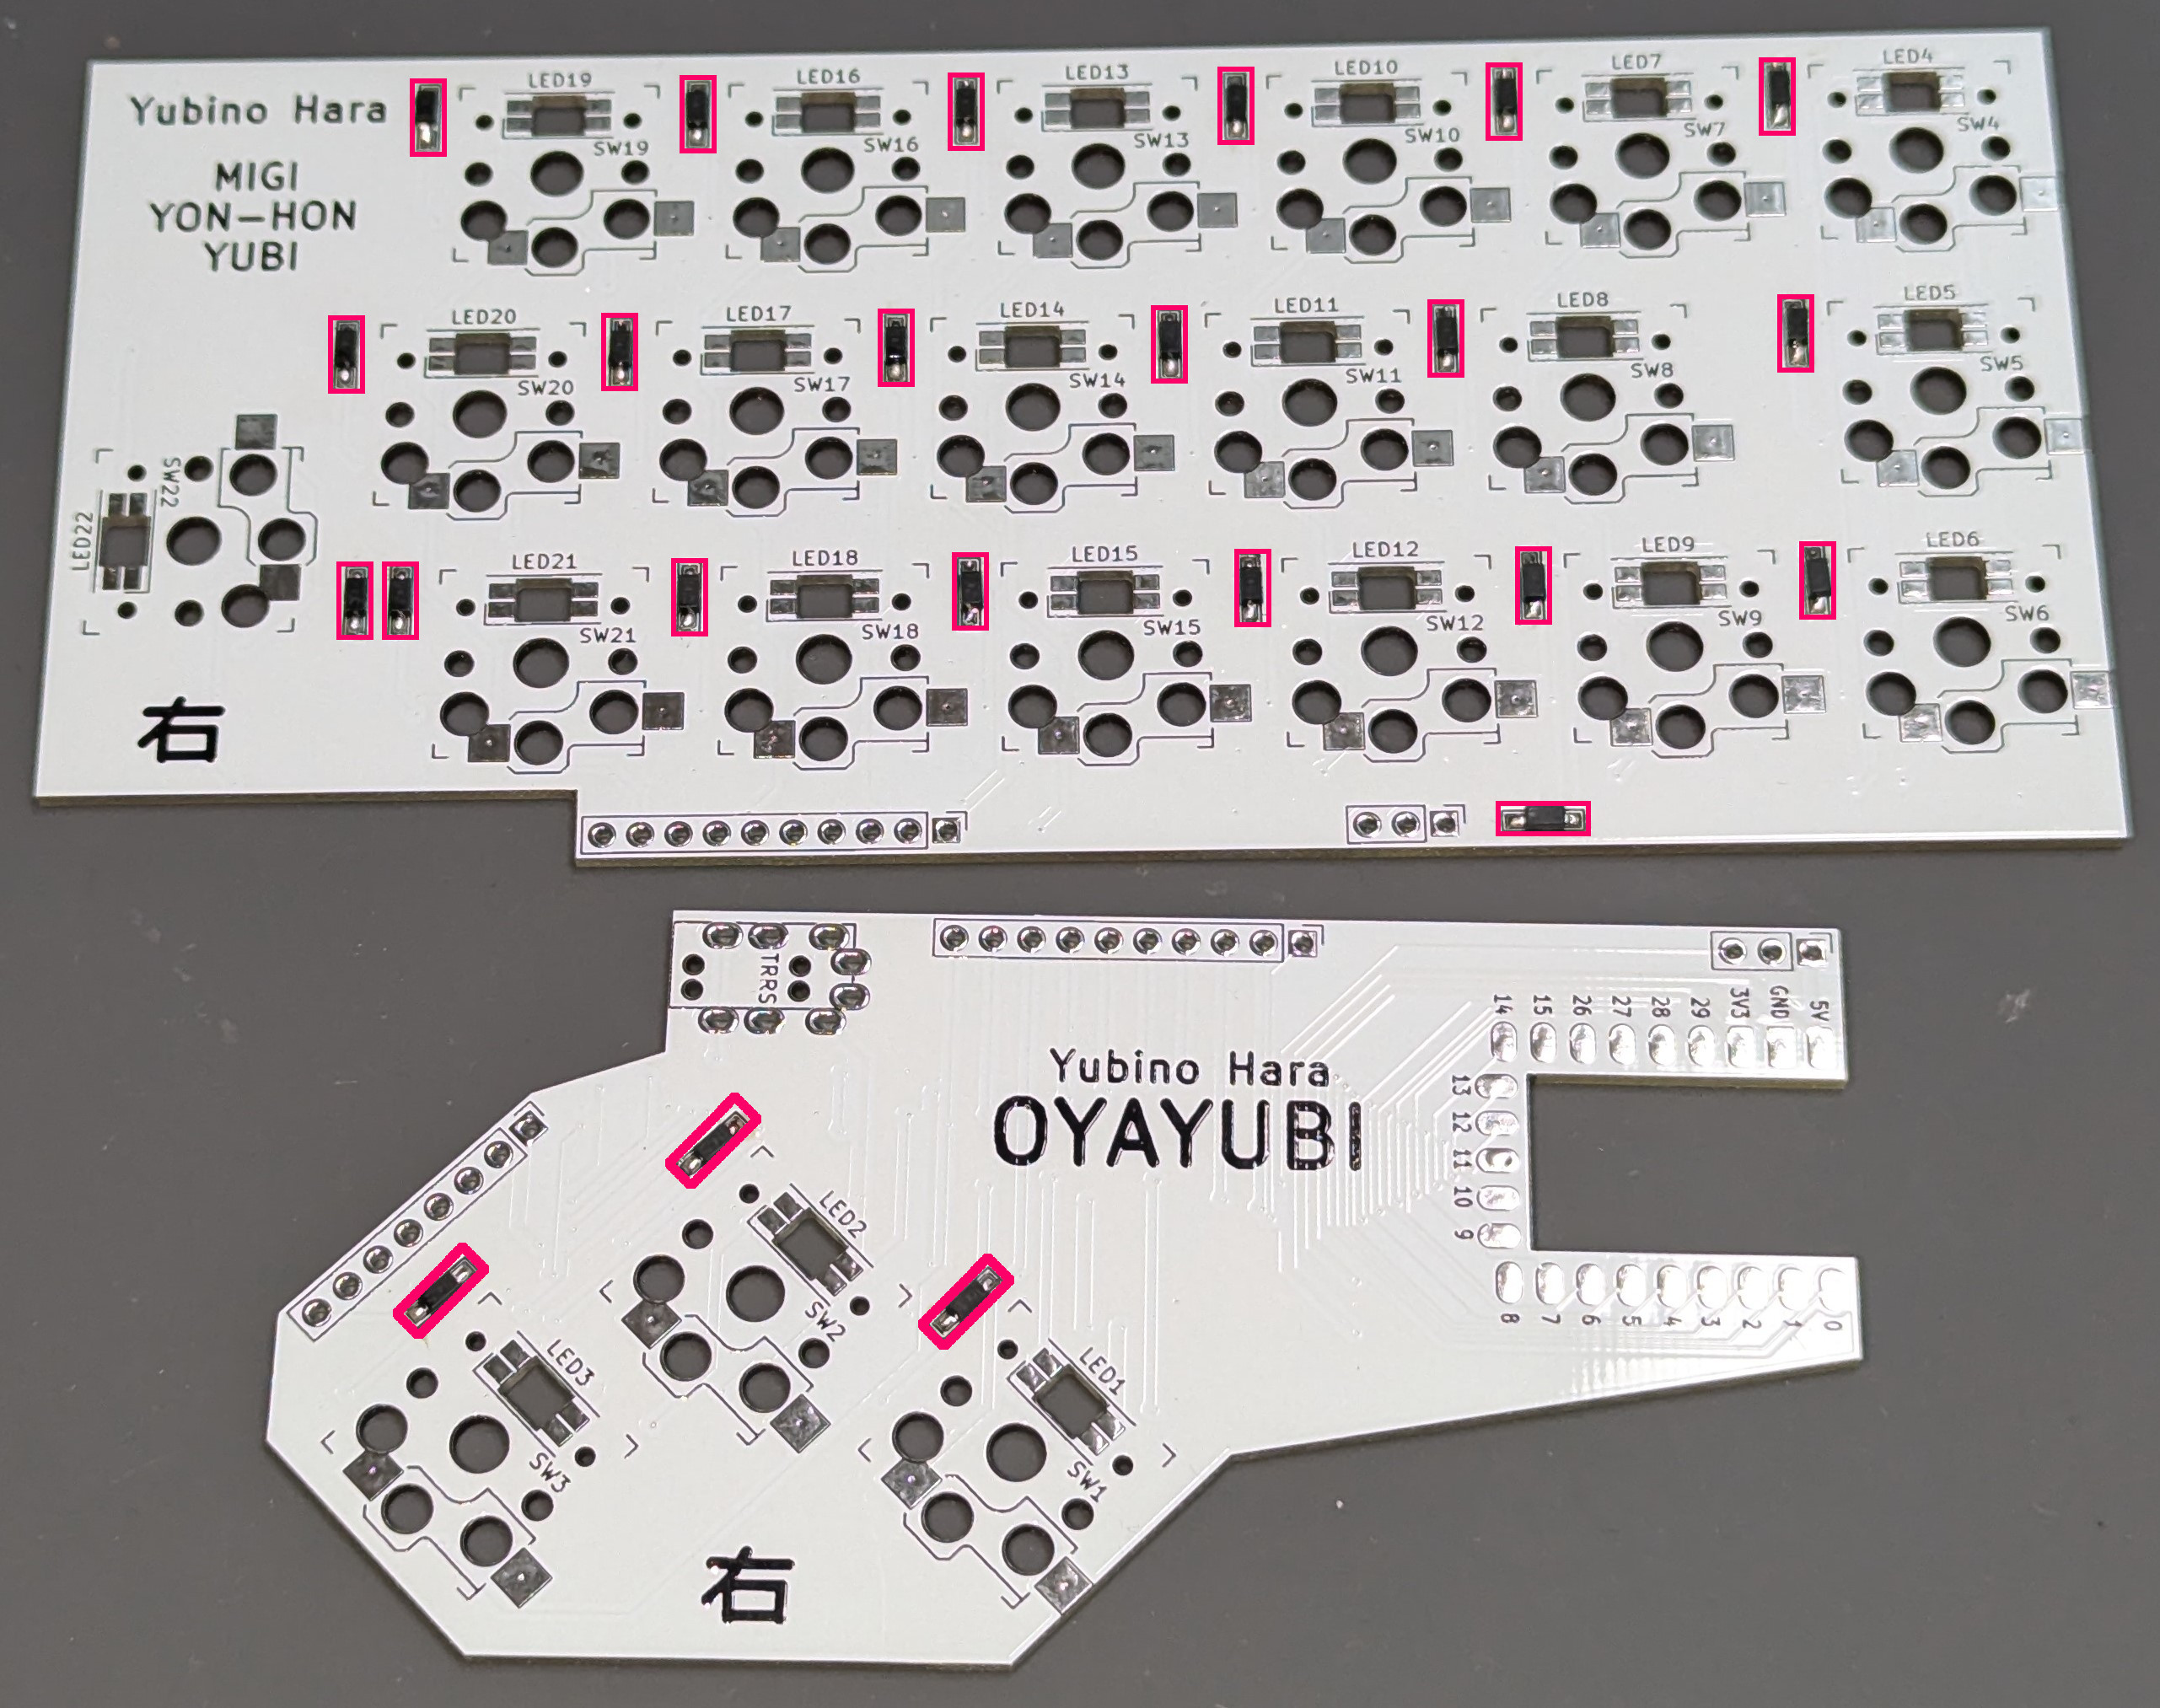 LED19 LED16 LED13 LED10 LED7 LED4
Yubino Hara
SW19 SW16 SW13 SW10 SW7 SW4
MIGI
YON-HON
YUBI
LED20 LED17 LED14 LED11 LED8 LED5
SW20 SW17 SW14 SW11 SW8 SW5
SW22
LED22
LED21 LED18 LED15 LED12 LED9 LED6
SW21 SW18 SW15 SW12 SW9 SW6
右
TRRS
14 15 26 27 28 29 3V3 GND 5V
Yubino Hara
OYAYUBI
13
12
11
10
9
8 7 6 5 4 3 2 1 0
LED2
SW2
LED3
SW3
LED1
SW1
右